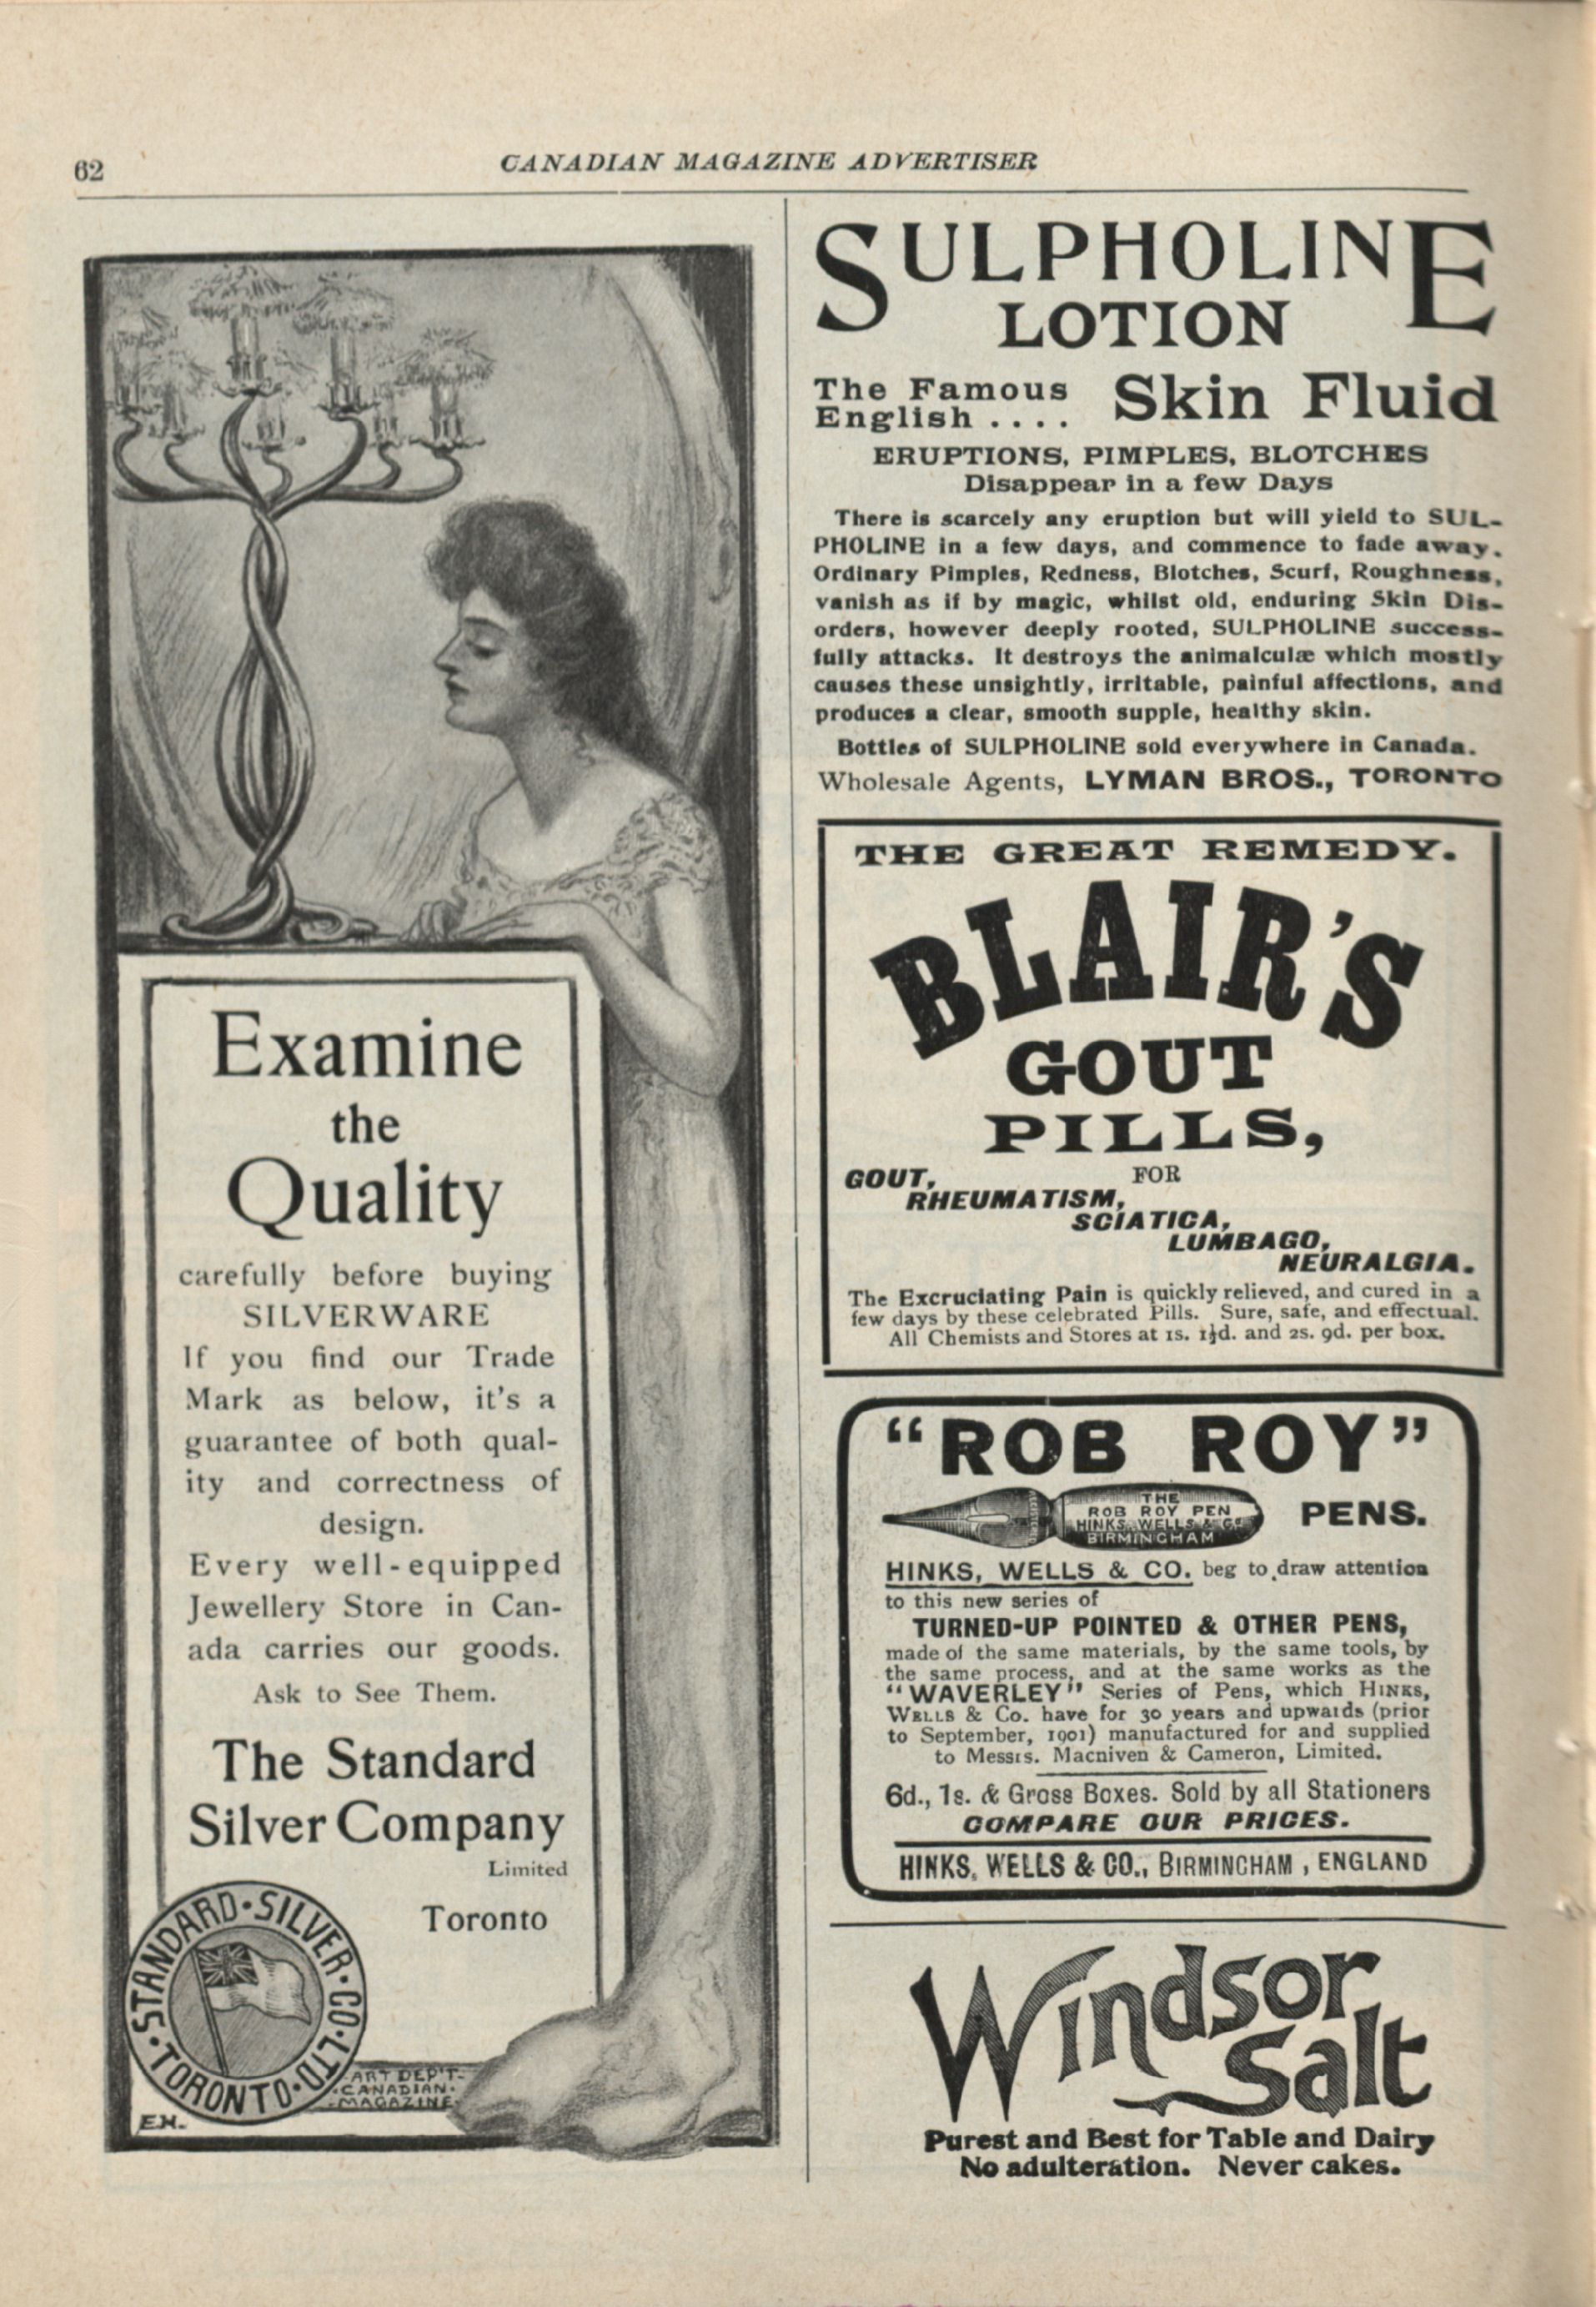 62
CANADIAN MAGAZINE ADVERTISER
Examine
the
Quality
carefully before buying
SILVERWARE
If you find our Trade
Mark as below, it's a
guarantee of both qual-
ity and correctness of
design.
Every well-equipped
Jewellery Store in Can-
ada carries our goods.
Ask to See Them.
The Standard
Silver Company
Limited
Toronto
STANDARD·SILVER·CO·LTD·TORONTO·
ART DEP'T-
·CANADIAN·
-MAGAZINE-
E.H.
SULPHOLINE
LOTION
The Famous
English ....
Skin Fluid
ERUPTIONS, PIMPLES, BLOTCHES
Disappear in a few Days
There is scarcely any eruption but will yield to SUL-
PHOLINE in a few days, and commence to fade away.
Ordinary Pimples, Redness, Blotches, Scurf, Roughness,
vanish as if by magic, whilst old, enduring Skin Dis-
orders, however deeply rooted, SULPHOLINE success-
fully attacks. It destroys the animalculæ which mostly
causes these unsightly, irritable, painful affections, and
produces a clear, smooth supple, healthy skin.
Bottles of SULPHOLINE sold everywhere in Canada.
Wholesale Agents, LYMAN BROS., TORONTO
THE GREAT REMEDY.
BLAIR'S
GOUT
PILLS,
FOR
GOUT,
RHEUMATISM,
SCIATICA,
LUMBAGO,
NEURALGIA.
The Excruciating Pain is quickly relieved, and cured in a
few days by these celebrated Pills. Sure, safe, and effectual.
All Chemists and Stores at 1s. 1½d. and 2s. 9d. per box.
"ROB ROY"
THE
ROB ROY PEN
HINKS, WELLS & Co
BIRMINGHAM
PENS.
HINKS, WELLS & CO. beg to draw attention
to this new series of
TURNED-UP POINTED & OTHER PENS,
made of the same materials, by the same tools, by
the same process, and at the same works as the
"WAVERLEY" Series of Pens, which HINKS,
WELLS & Co. have for 30 years and upwards (prior
to September, 1901) manufactured for and supplied
to Messrs. Macniven & Cameron, Limited.
6d., 1s. & Gross Boxes. Sold by all Stationers
COMPARE OUR PRICES.
HINKS, WELLS & CO., BIRMINGHAM, ENGLAND
Windsor
Salt
Purest and Best for Table and Dairy
No adulteration. Never cakes.